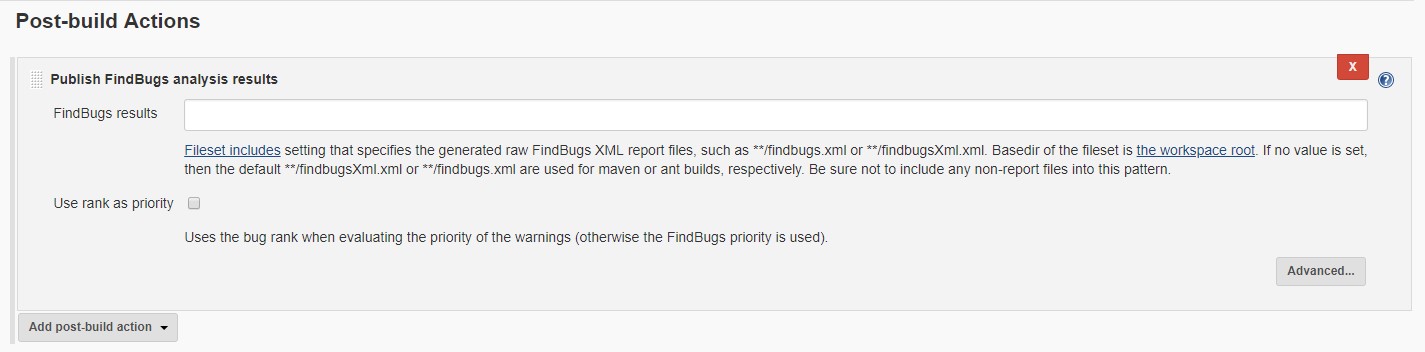 Post-build Actions
Publish FindBugs analysis results
X
?
FindBugs results
Fileset includes setting that specifies the generated raw FindBugs XML report files, such as **/findbugs.xml or **/findbugsXml.xml. Basedir of the fileset is the workspace root. If no value is set,
then the default **/findbugsXml.xml or **/findbugs.xml are used for maven or ant builds, respectively. Be sure not to include any non-report files into this pattern.
Use rank as priority
Uses the bug rank when evaluating the priority of the warnings (otherwise the FindBugs priority is used).
Advanced...
Add post-build action